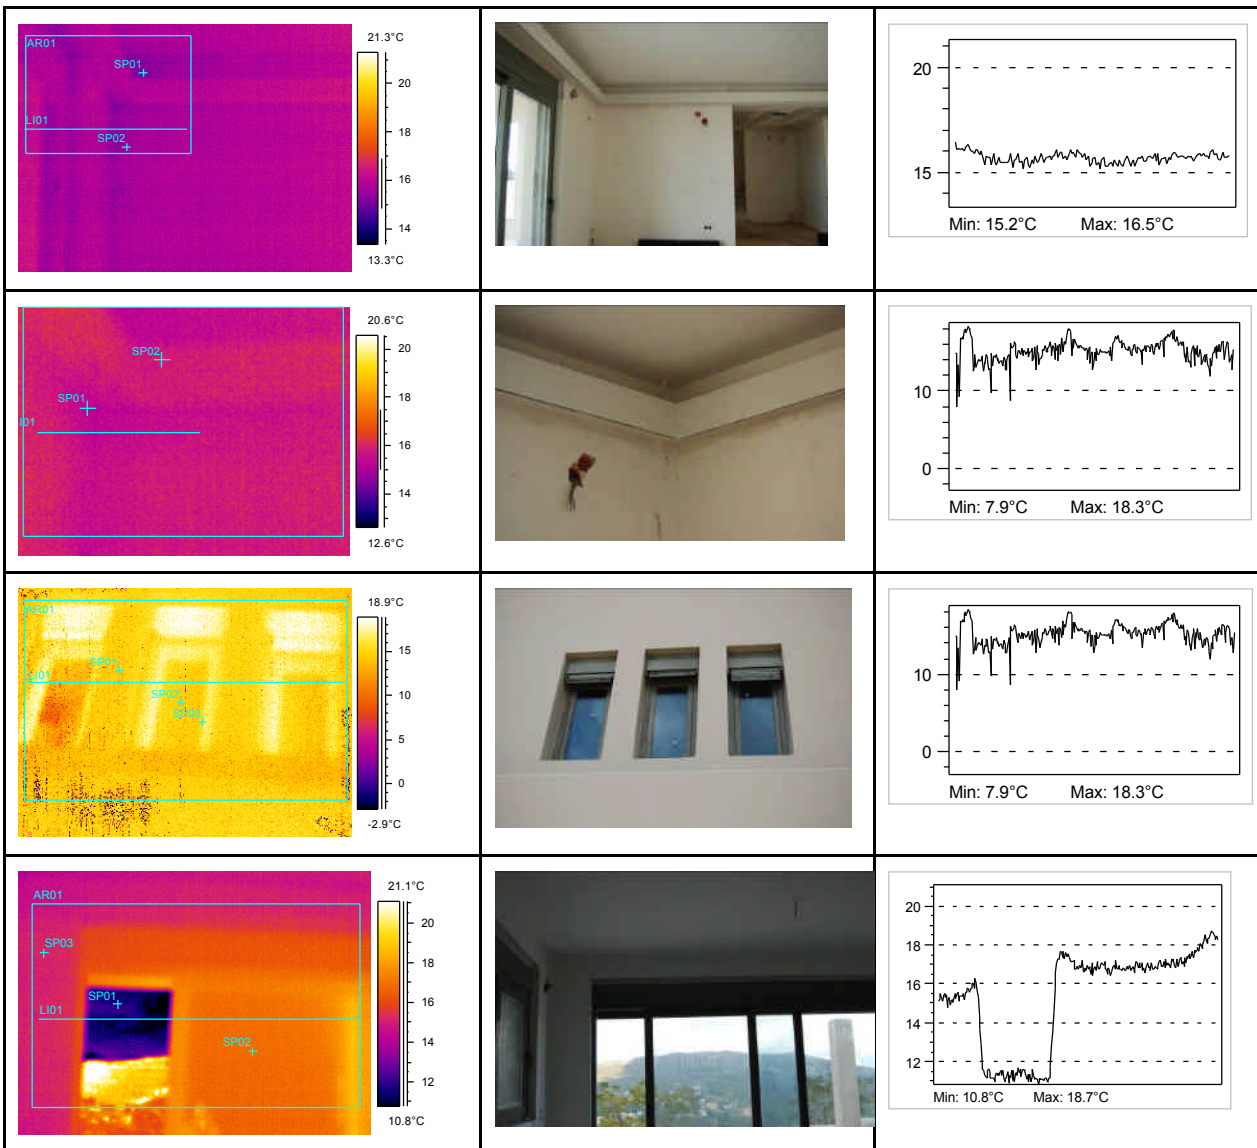 21.3°C
AR01
SP01
20
18
LI01
16
SP02
14
13.3°C
20
15
Min: 15.2°C Max: 16.5°C
20.6°C
20
SP02
18
SP01
I01
16
14
12.6°C
10
0
Min: 7.9°C Max: 18.3°C
18.9°C
AR01
15
SP01
LI01
10
SP02
SP03
5
0
-2.9°C
10
0
Min: 7.9°C Max: 18.3°C
21.1°C
AR01
20
SP03
18
SP01
16
LI01
14
SP02
12
10.8°C
20
18
16
14
12
Min: 10.8°C Max: 18.7°C